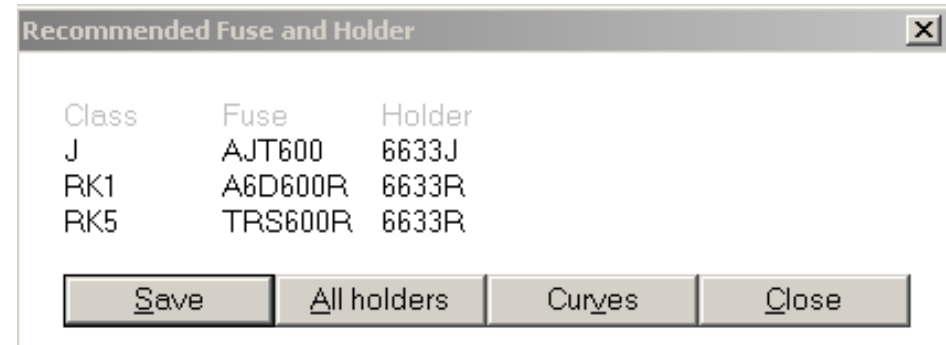 Recommended Fuse and Holder
Class Fuse Holder
J AJT600 6633J
RK1 A6D600R 6633R
RK5 TRS600R 6633R
Save All holders Curves Close